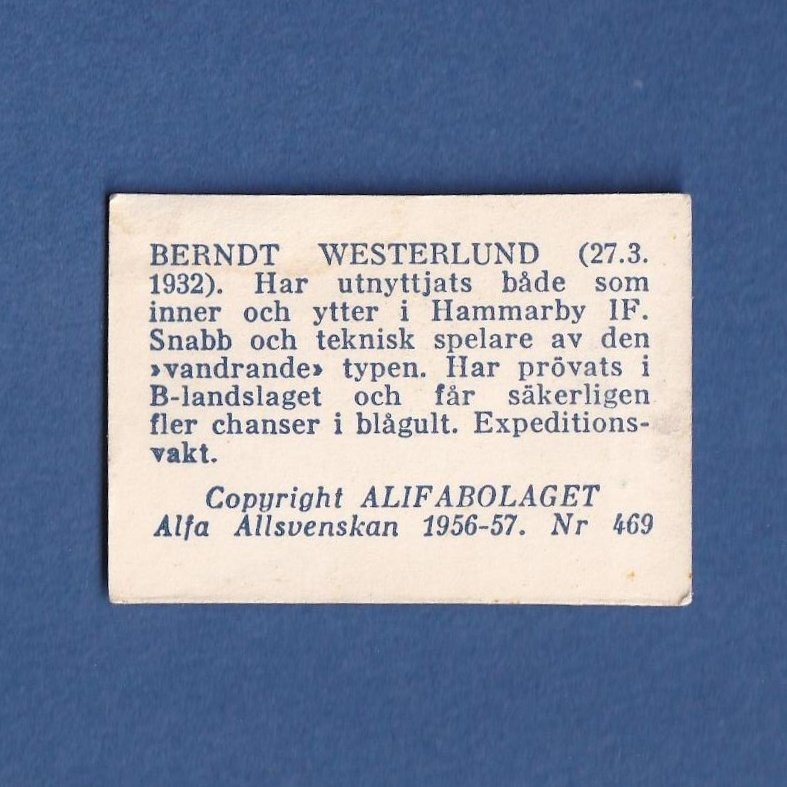 BERNDT WESTERLUND (27.3.
1932). Har utnyttjats både som
inner och ytter i Hammarby IF.
Snabb och teknisk spelare av den
»vandrande» typen. Har prövats i
B-landslaget och får säkerligen
fler chanser i blågult. Expeditions-
vakt.
Copyright ALIFABOLAGET
Alfa Allsvenskan 1956-57. Nr 469